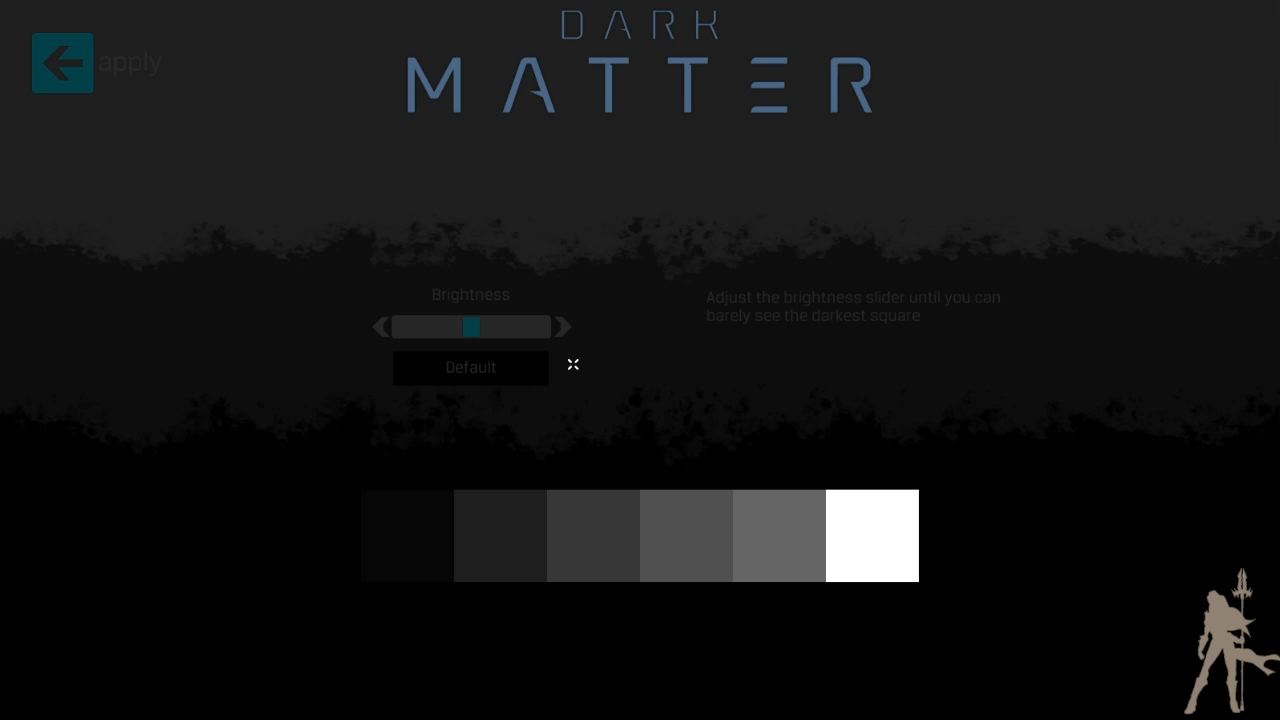 DARK
MATTER
apply
Brightness
Adjust the brightness slider until you can
barely see the darkest square
Default